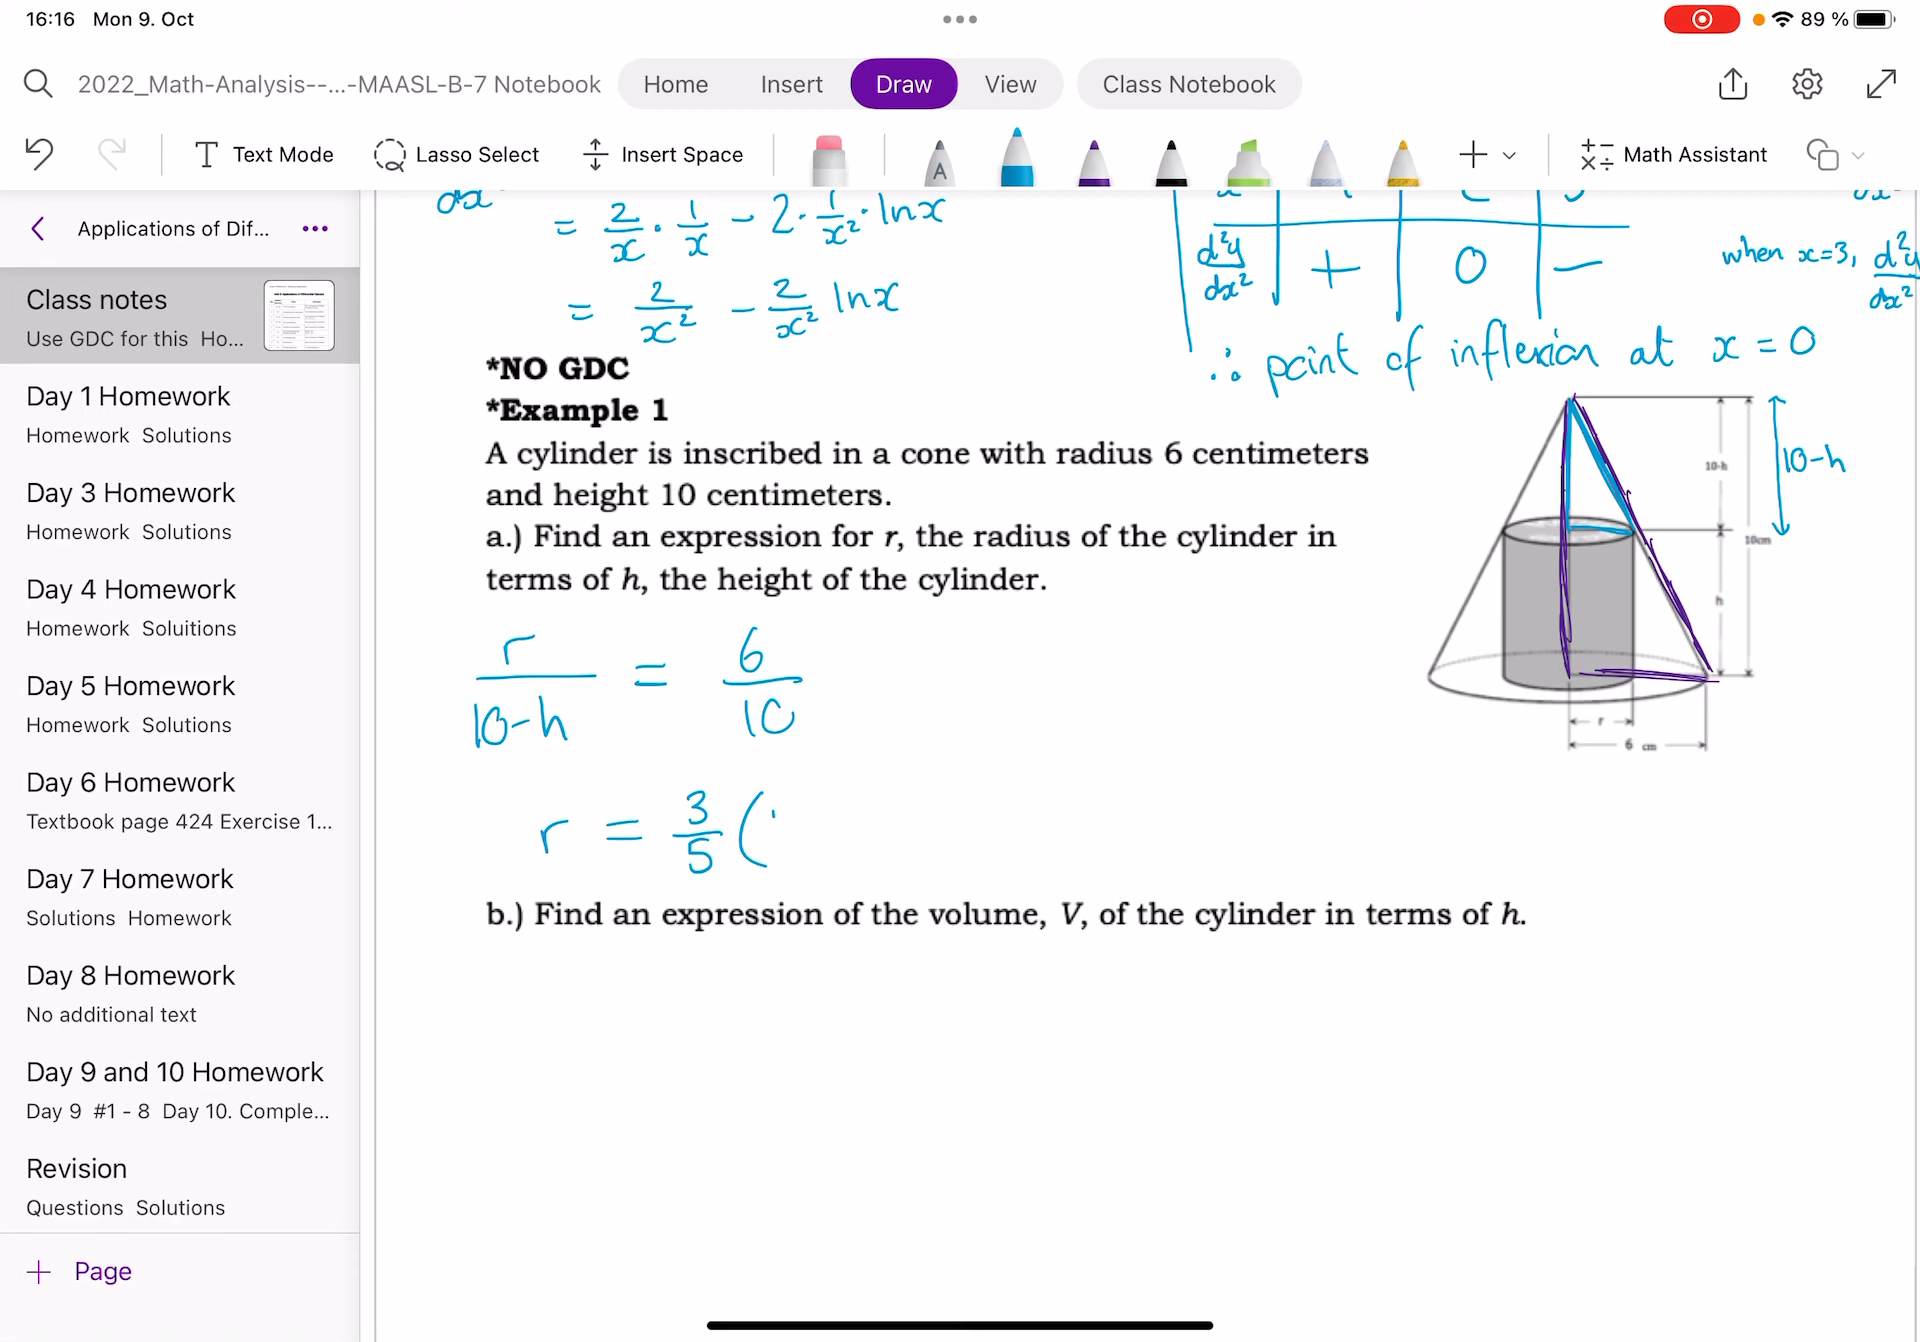 16:16 Mon 9. Oct
89 %
2022_Math-Analysis--...-MAASL-B-7 Notebook
Home Insert Draw View Class Notebook
Text Mode Lasso Select Insert Space Math Assistant
Applications of Dif...
Class notes
Use GDC for this Ho...
Day 1 Homework
Homework Solutions
Day 3 Homework
Homework Solutions
Day 4 Homework
Homework Soluitions
Day 5 Homework
Homework Solutions
Day 6 Homework
Textbook page 424 Exercise 1...
Day 7 Homework
Solutions Homework
Day 8 Homework
No additional text
Day 9 and 10 Homework
Day 9 #1 - 8 Day 10. Comple...
Revision
Questions Solutions
+ Page
dx
= 2/x · 1/x - 2 · 1/x² · lnx
= 2/x² - 2/x² lnx
d²y/dx² + 0 -
when x=3, d²y/dx²
∴ point of inflexion at x = 0
*NO GDC
*Example 1
A cylinder is inscribed in a cone with radius 6 centimeters
and height 10 centimeters.
a.) Find an expression for r, the radius of the cylinder in
terms of h, the height of the cylinder.
10-h
10-h
10cm
h
r
6 cm
r/10-h = 6/10
r = 3/5 (
b.) Find an expression of the volume, V, of the cylinder in terms of h.